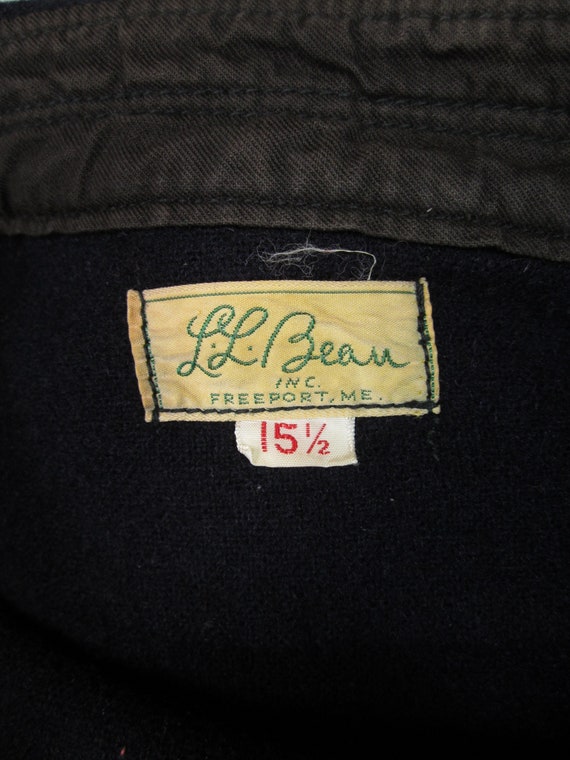 L.L. Bean
INC.
FREEPORT, ME.
15½